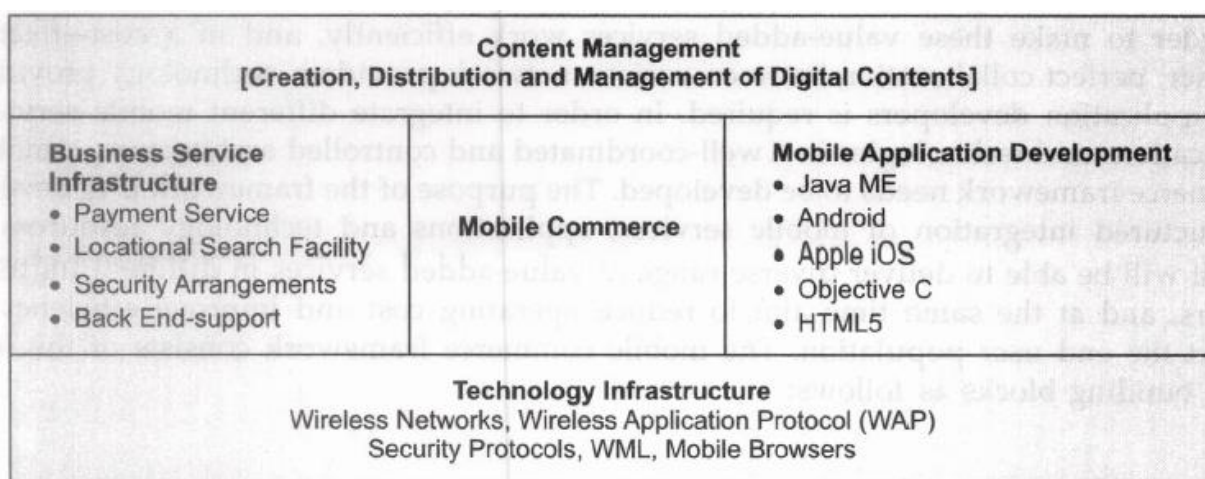 Content Management
[Creation, Distribution and Management of Digital Contents]
Business Service
Infrastructure
• Payment Service
• Locational Search Facility
• Security Arrangements
• Back End-support
Mobile Commerce
Mobile Application Development
• Java ME
• Android
• Apple iOS
• Objective C
• HTML5
Technology Infrastructure
Wireless Networks, Wireless Application Protocol (WAP)
Security Protocols, WML, Mobile Browsers